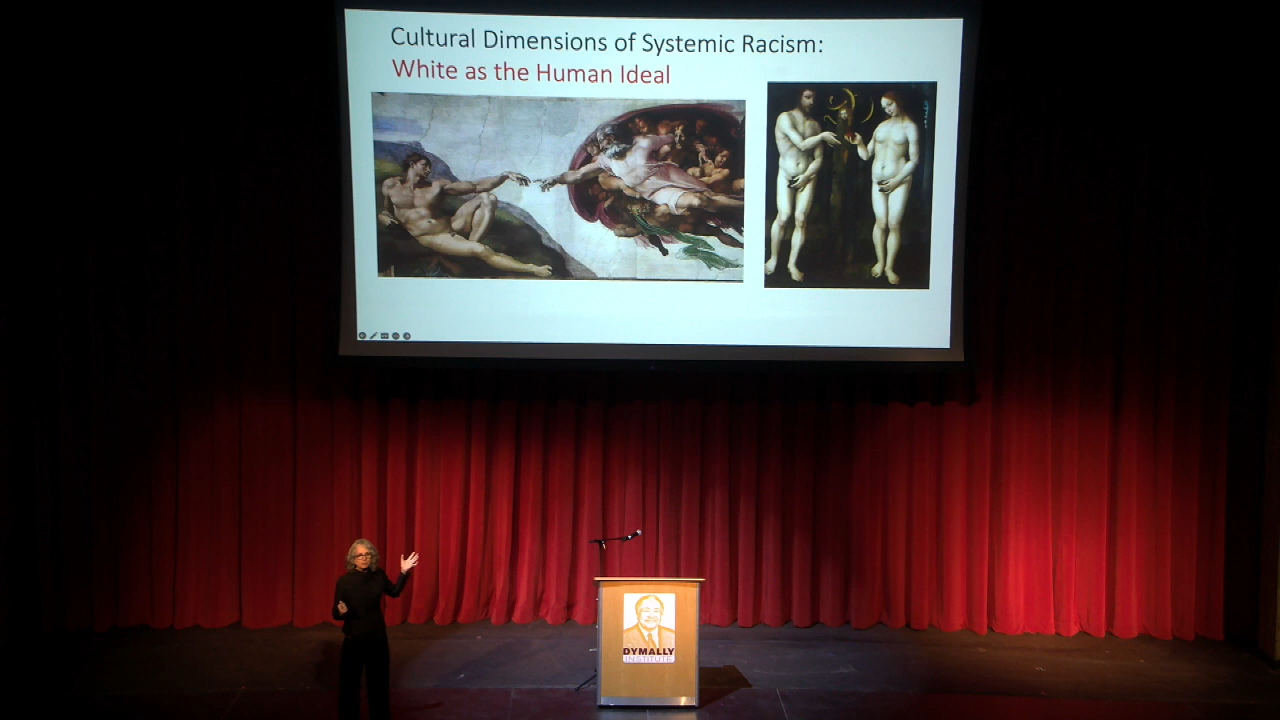 Cultural Dimensions of Systemic Racism:
White as the Human Ideal
DYMALLY
INSTITUTE